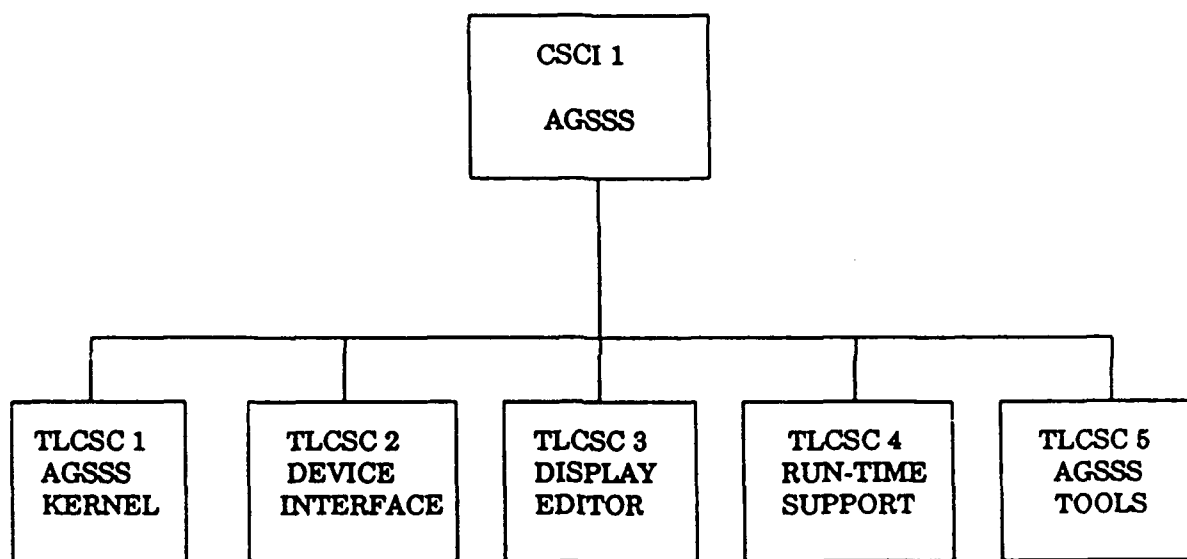 CSCI 1
AGSSS
TLCSC 1
AGSSS
KERNEL
TLCSC 2
DEVICE
INTERFACE
TLCSC 3
DISPLAY
EDITOR
TLCSC 4
RUN-TIME
SUPPORT
TLCSC 5
AGSSS
TOOLS